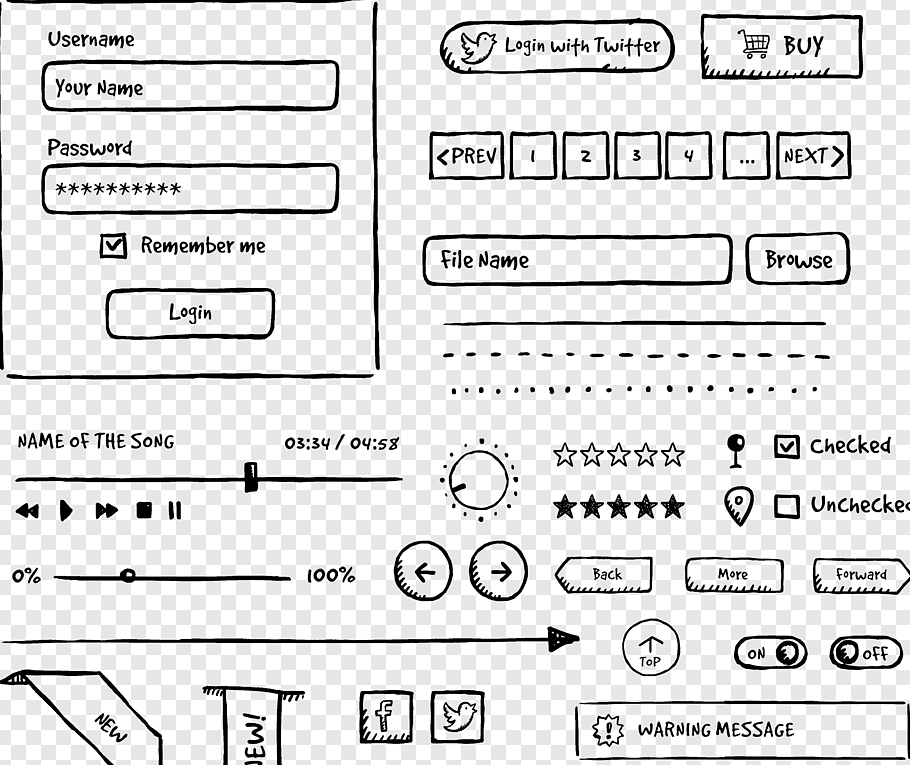 Username
Your Name
Password
**********
Remember me
Login
Login with Twitter
BUY
PREV 1 2 3 4 ... NEXT
File Name
Browse
NAME OF THE SONG
03:34 / 04:58
Checked
Unchecked
0%
100%
Back
More
Forward
TOP
ON
OFF
NEW
NEW!
f
! WARNING MESSAGE